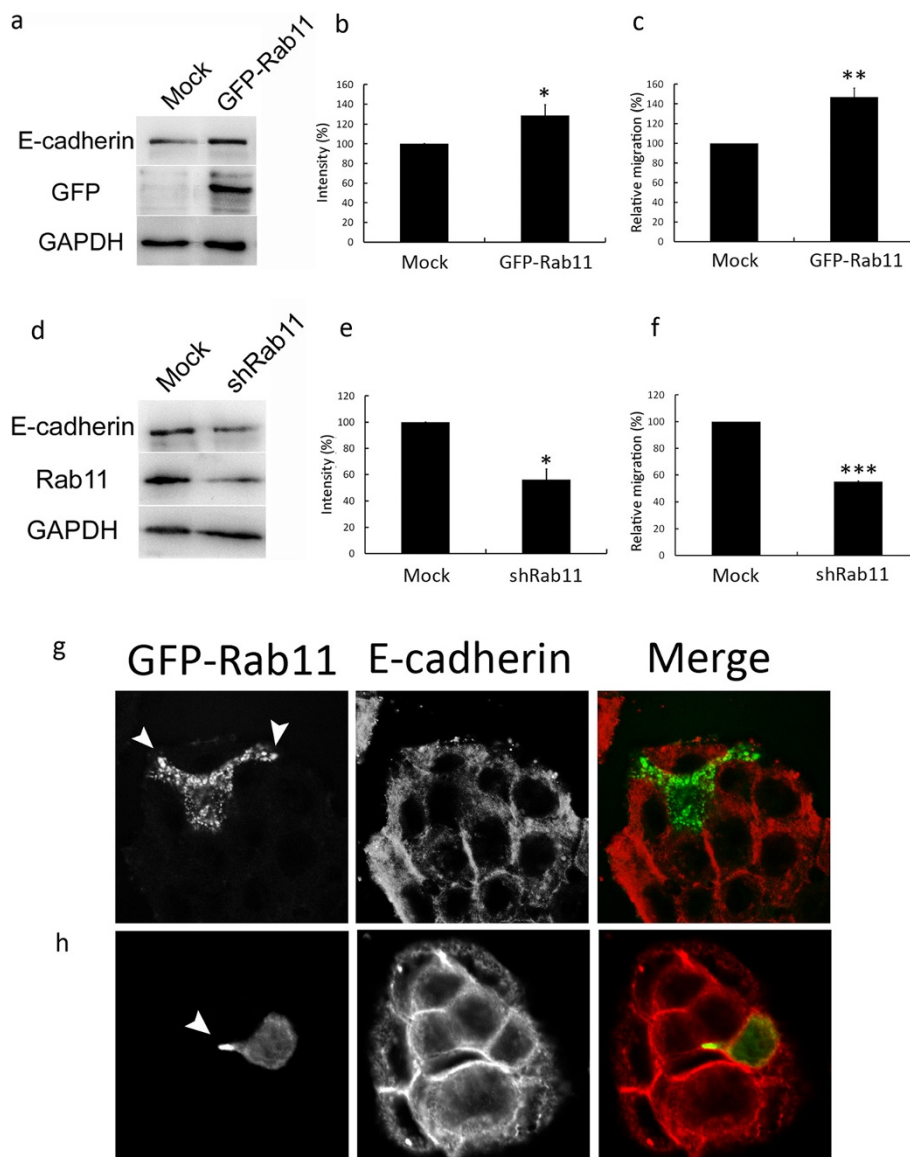 a
Mock
GFP-Rab11
E-cadherin
GFP
GAPDH
b
160
140
120
100
80
60
40
20
0
Intensity (%)
*
Mock
GFP-Rab11
c
160
140
120
100
80
60
40
20
0
Relative migration (%)
**
Mock
GFP-Rab11
d
Mock
shRab11
E-cadherin
Rab11
GAPDH
e
120
100
80
60
40
20
0
Intensity (%)
*
Mock
shRab11
f
120
100
80
60
40
20
0
Relative migration (%)
***
Mock
shRab11
g
GFP-Rab11
E-cadherin
Merge
h